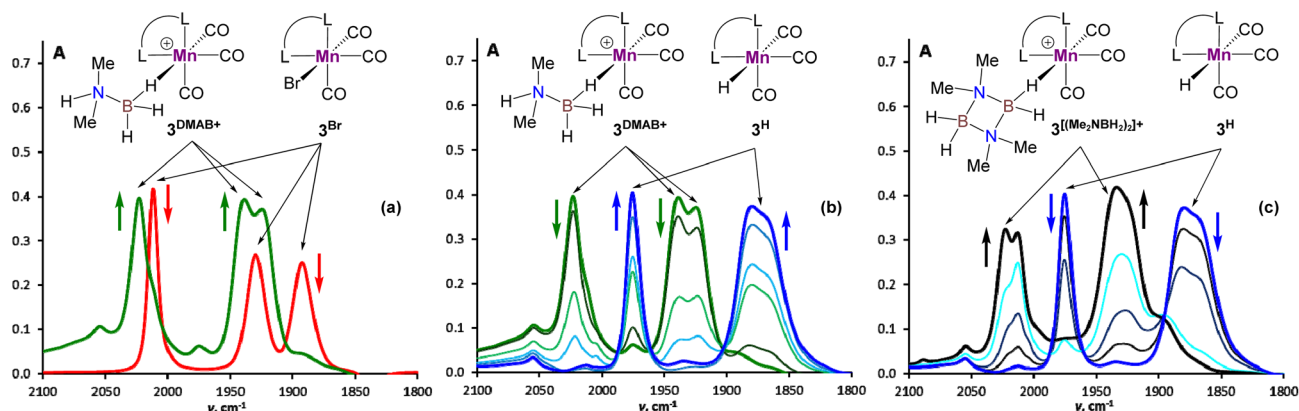 A
0.7
0.6
0.5
0.4
0.3
0.2
0.1
0.0
2100 2050 2000 1950 1900 1850 1800
ν, cm⁻¹
L
L
⊕
Mn
CO
CO
CO
H
Me
H
N
B
H
H
Me
3ᴰᴹᴬᴮ⁺
L
L
Mn
Br
CO
CO
CO
3ᴮʳ
(a)
A
0.7
0.6
0.5
0.4
0.3
0.2
0.1
0.0
2100 2050 2000 1950 1900 1850 1800
ν, cm⁻¹
L
L
⊕
Mn
CO
CO
CO
H
Me
H
N
B
H
H
Me
3ᴰᴹᴬᴮ⁺
L
L
Mn
H
CO
CO
CO
3ᴴ
(b)
A
0.7
0.6
0.5
0.4
0.3
0.2
0.1
0.0
2100 2050 2000 1950 1900 1850 1800
ν, cm⁻¹
L
L
⊕
Mn
CO
CO
CO
H
Me
Me
N
B
H
H
B
H
N
Me
Me
3[(Me₂NBH₂)₂]+
L
L
Mn
H
CO
CO
CO
3ᴴ
(c)